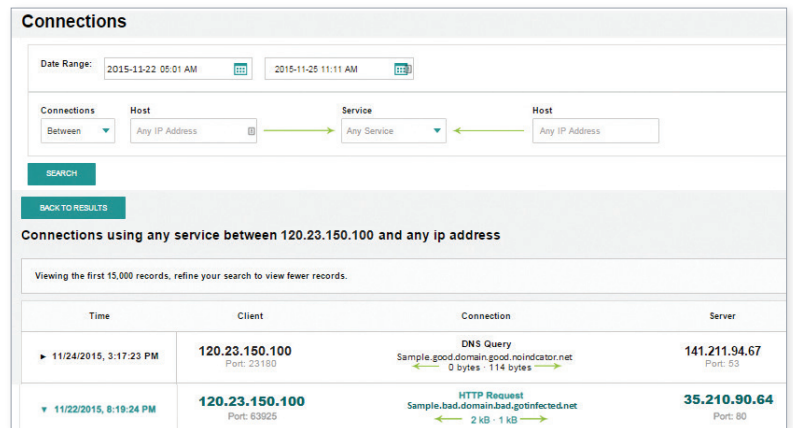 Connections
Date Range: 2015-11-22 05:01 AM 2015-11-25 11:11 AM
Connections Host Service Host
Between Any IP Address Any Service Any IP Address
SEARCH
BACK TO RESULTS
Connections using any service between 120.23.150.100 and any ip address
Viewing the first 15,000 records, refine your search to view fewer records.
Time Client Connection Server
11/24/2015, 3:17:23 PM 120.23.150.100 DNS Query 141.211.94.67
Port: 23180 Sample.good.domain.good.noindcator.net Port: 53
0 bytes · 114 bytes
11/22/2015, 8:19:24 PM 120.23.150.100 HTTP Request 35.210.90.64
Port: 63925 Sample.bad.domain.bad.gotinfected.net Port: 80
2 kB · 1 kB